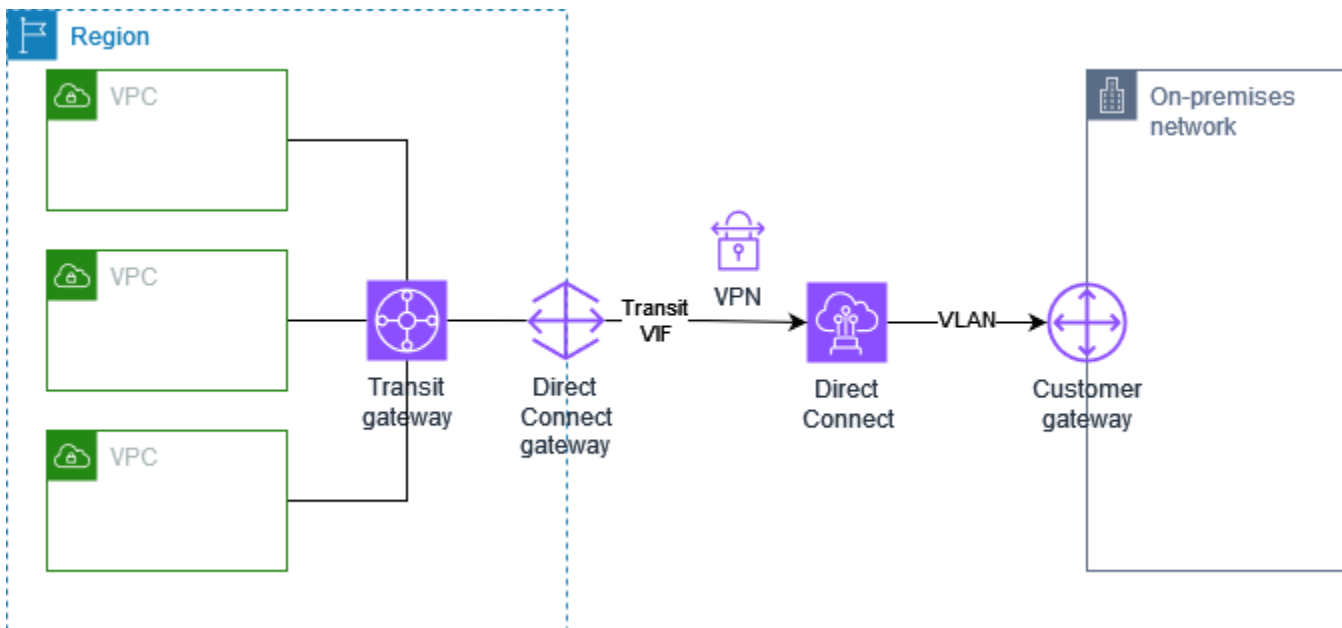 Region
VPC
On-premises
network
VPC
VPN
Transit
VIF
VLAN
Transit
gateway
Direct
Connect
gateway
Direct
Connect
Customer
gateway
VPC